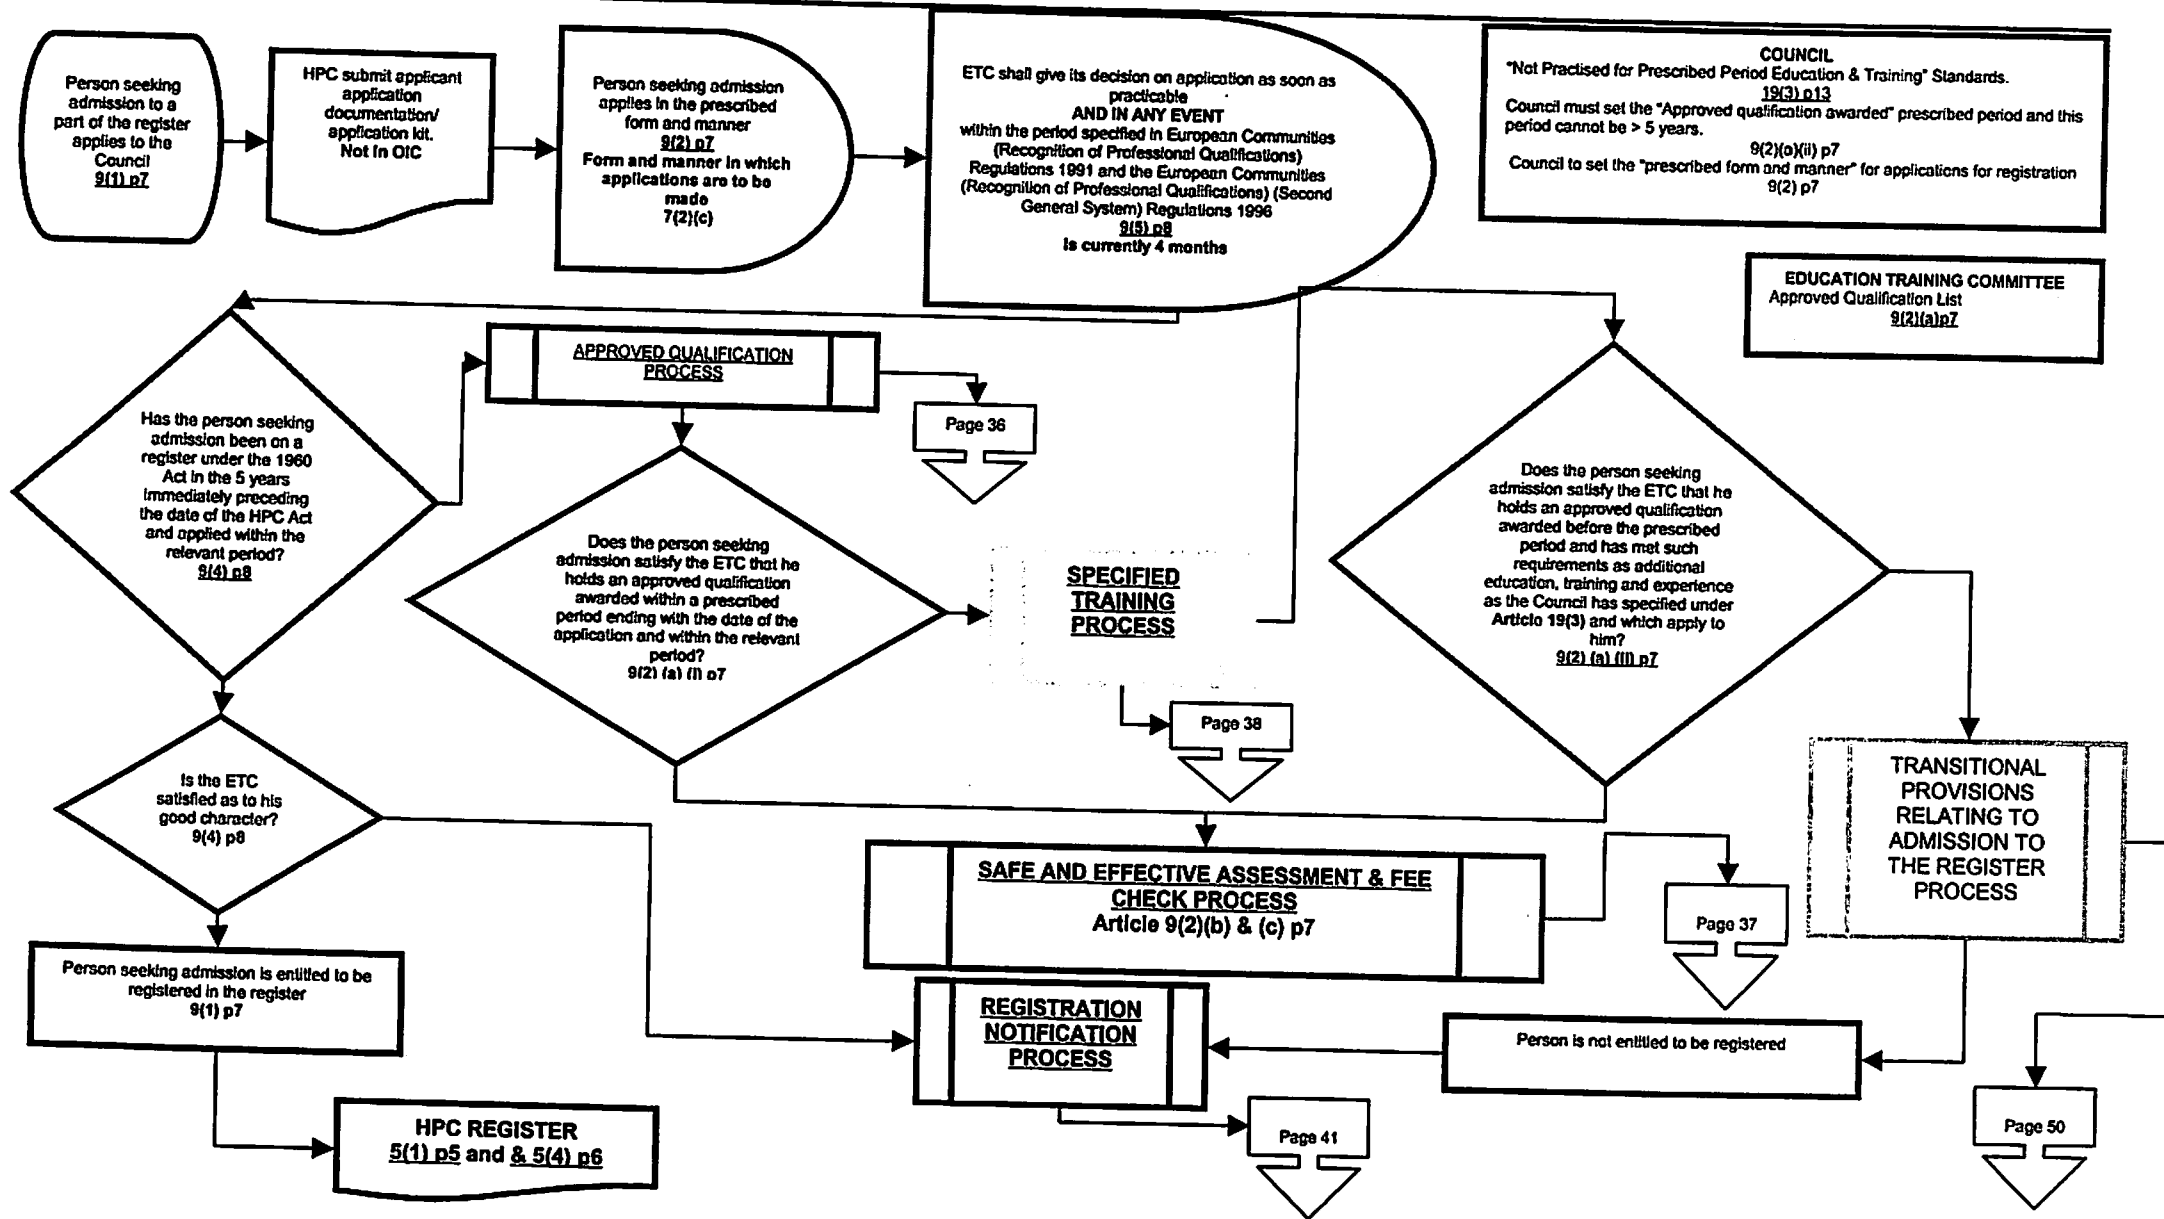 Person seeking
admission to a
part of the register
applies to the
Council
9(1) p7
HPC submit applicant
application
documentation/
application kit.
Not in OIC
Person seeking admission
applies in the prescribed
form and manner
9(2) p7
Form and manner in which
applications are to be
made
7(2)(c)
ETC shall give its decision on application as soon as
practicable
AND IN ANY EVENT
within the period specified in European Communities
(Recognition of Professional Qualifications)
Regulations 1991 and the European Communities
(Recognition of Professional Qualifications) (Second
General System) Regulations 1996
9(5) p8
Is currently 4 months
COUNCIL
"Not Practised for Prescribed Period Education & Training" Standards.
19(3) p13
Council must set the "Approved qualification awarded" prescribed period and this
period cannot be > 5 years.
9(2)(a)(ii) p7
Council to set the "prescribed form and manner" for applications for registration
9(2) p7
EDUCATION TRAINING COMMITTEE
Approved Qualification List
9(2)(a)p7
Has the person seeking
admission been on a
register under the 1960
Act in the 5 years
immediately preceding
the date of the HPC Act
and applied within the
relevant period?
9(4) p8
APPROVED QUALIFICATION
PROCESS
Page 36
Does the person seeking
admission satisfy the ETC that he
holds an approved qualification
awarded within a prescribed
period ending with the date of the
application and within the relevant
period?
9(2) (a) (i) p7
SPECIFIED
TRAINING
PROCESS
Page 38
Does the person seeking
admission satisfy the ETC that he
holds an approved qualification
awarded before the prescribed
period and has met such
requirements as additional
education, training and experience
as the Council has specified under
Article 19(3) and which apply to
him?
9(2) (a) (ii) p7
Is the ETC
satisfied as to his
good character?
9(4) p8
TRANSITIONAL
PROVISIONS
RELATING TO
ADMISSION TO
THE REGISTER
PROCESS
SAFE AND EFFECTIVE ASSESSMENT & FEE
CHECK PROCESS
Article 9(2)(b) & (c) p7
Page 37
Person seeking admission is entitled to be
registered in the register
9(1) p7
REGISTRATION
NOTIFICATION
PROCESS
Person is not entitled to be registered
HPC REGISTER
5(1) p5 and & 5(4) p6
Page 41
Page 50